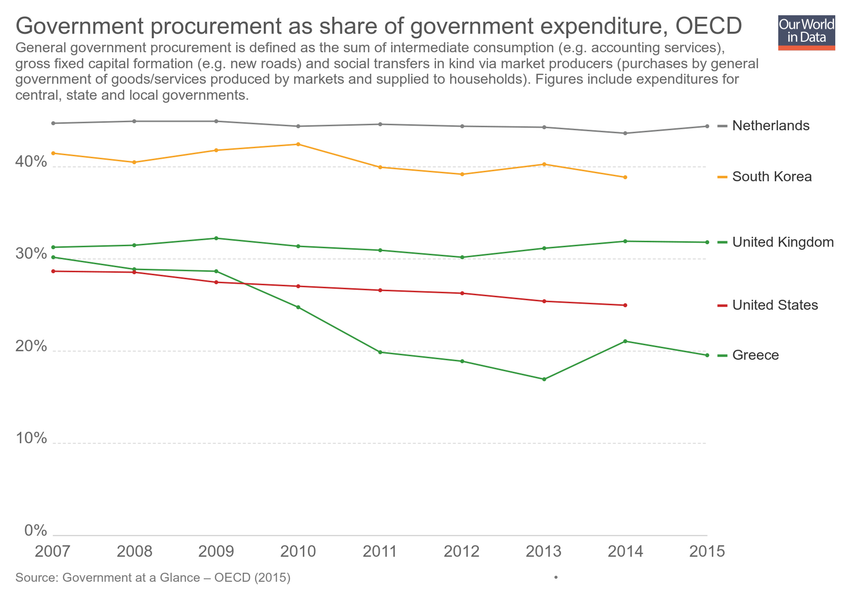 Government procurement as share of government expenditure, OECD
Our World
in Data
General government procurement is defined as the sum of intermediate consumption (e.g. accounting services),
gross fixed capital formation (e.g. new roads) and social transfers in kind via market producers (purchases by general
government of goods/services produced by markets and supplied to households). Figures include expenditures for
central, state and local governments.
Netherlands
40%
South Korea
United Kingdom
30%
United States
20%
Greece
10%
0%
2007 2008 2009 2010 2011 2012 2013 2014 2015
Source: Government at a Glance – OECD (2015)